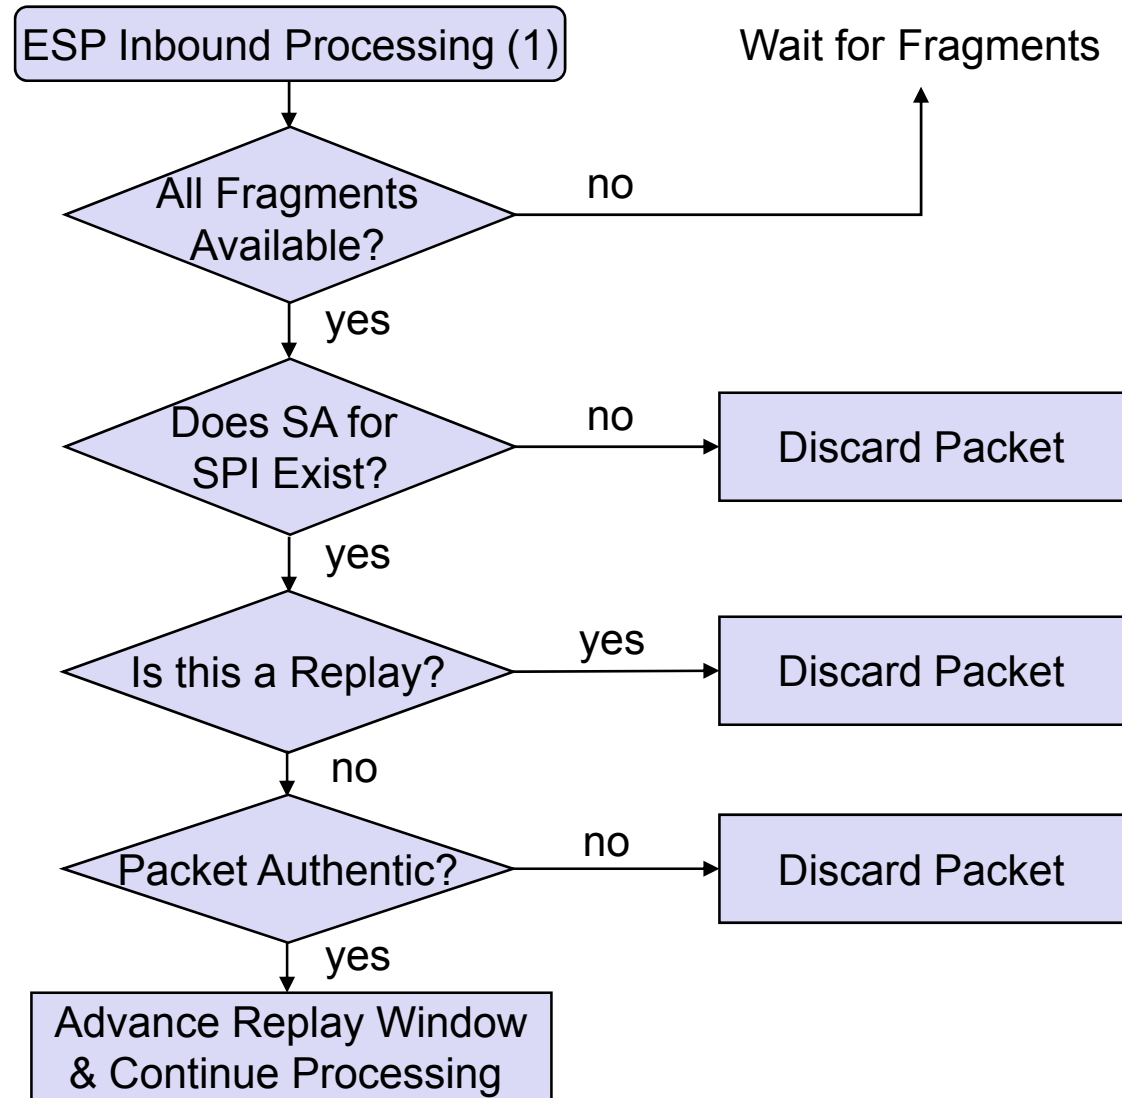 ESP Inbound Processing (1)
Wait for Fragments
All Fragments
Available?
no
yes
Does SA for
SPI Exist?
no
Discard Packet
yes
Is this a Replay?
yes
Discard Packet
no
Packet Authentic?
no
Discard Packet
yes
Advance Replay Window
& Continue Processing